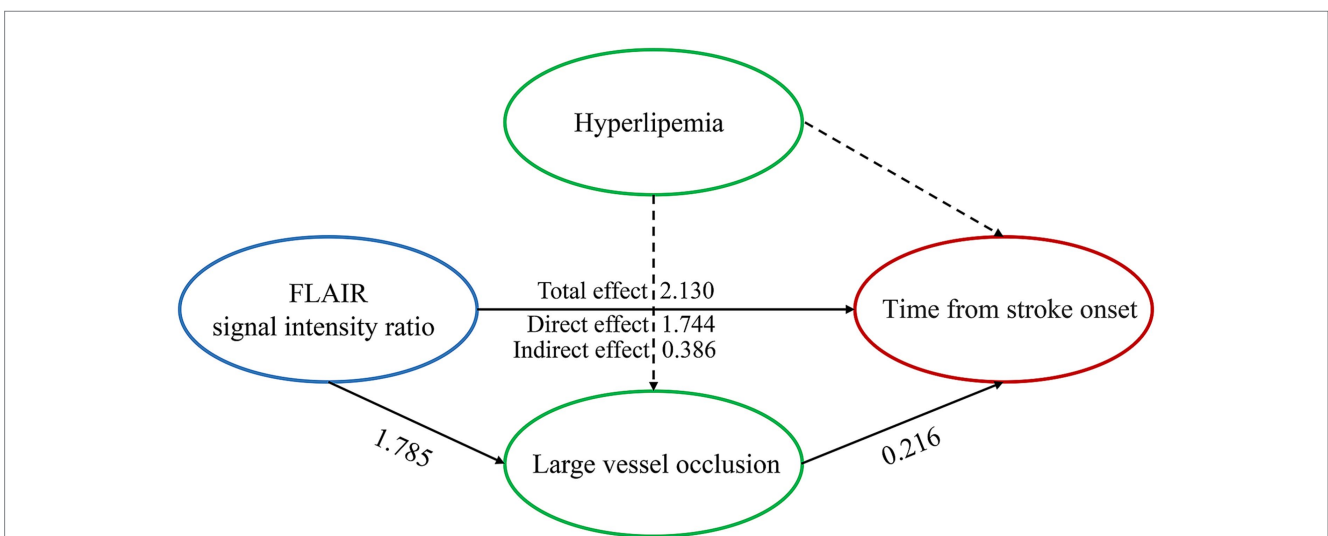 Hyperlipemia
FLAIR
signal intensity ratio
Total effect 2.130
Direct effect 1.744
Indirect effect 0.386
Time from stroke onset
1.785
Large vessel occlusion
0.216